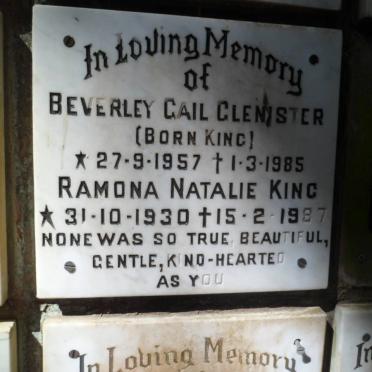 In Loving Memory
of
BEVERLEY GAIL CLENISTER
(BORN KING)
★ 27-9-1957 † 1-3-1985
RAMONA NATALIE KING
★ 31-10-1930 † 15-2-1987
NONE WAS SO TRUE, BEAUTIFUL,
GENTLE, KIND-HEARTED
AS YOU
In Loving Memory
In